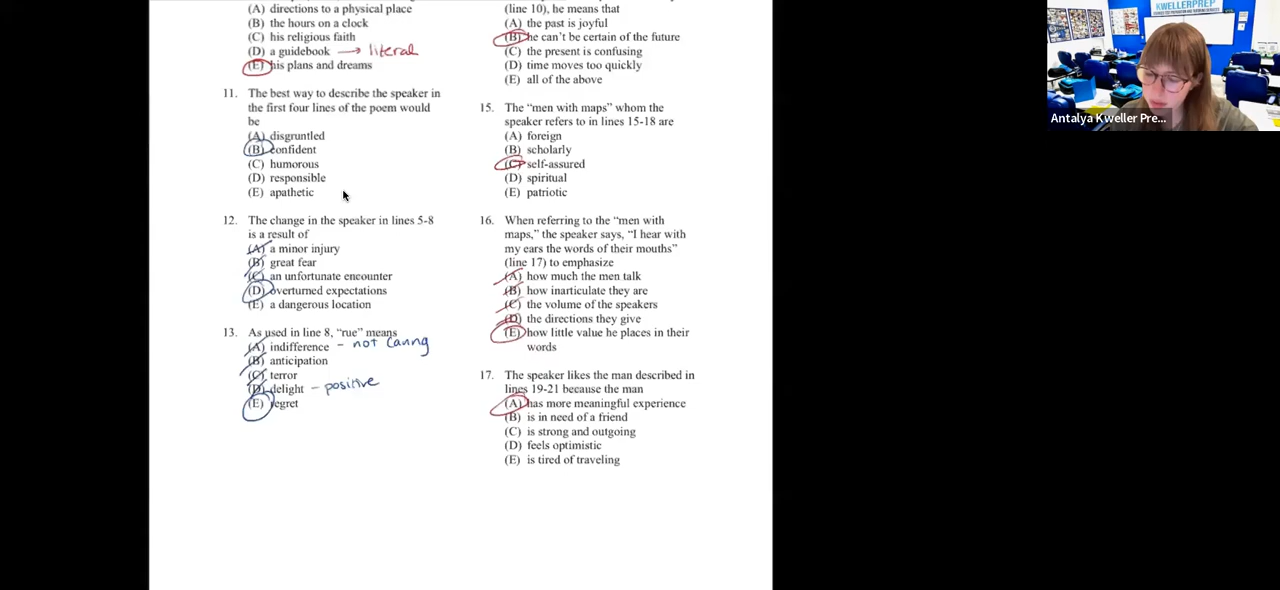 (A) directions to a physical place
(B) the hours on a clock
(C) his religious faith
(D) a guidebook → literal
(E) his plans and dreams
11. The best way to describe the speaker in
the first four lines of the poem would
be
(A) disgruntled
(B) confident
(C) humorous
(D) responsible
(E) apathetic
12. The change in the speaker in lines 5-8
is a result of
(A) a minor injury
(B) great fear
(C) an unfortunate encounter
(D) overturned expectations
(E) a dangerous location
13. As used in line 8, “rue” means
(A) indifference - not caring
(B) anticipation
(C) terror
(D) delight - positive
(E) regret
(line 10), he means that
(A) the past is joyful
(B) he can’t be certain of the future
(C) the present is confusing
(D) time moves too quickly
(E) all of the above
15. The “men with maps” whom the
speaker refers to in lines 15-18 are
(A) foreign
(B) scholarly
(C) self-assured
(D) spiritual
(E) patriotic
16. When referring to the “men with
maps,” the speaker says, “I hear with
my ears the words of their mouths”
(line 17) to emphasize
(A) how much the men talk
(B) how inarticulate they are
(C) the volume of the speakers
(D) the directions they give
(E) how little value he places in their
words
17. The speaker likes the man described in
lines 19-21 because the man
(A) has more meaningful experience
(B) is in need of a friend
(C) is strong and outgoing
(D) feels optimistic
(E) is tired of traveling
KWELLERPREP
Antalya Kweller Pre...